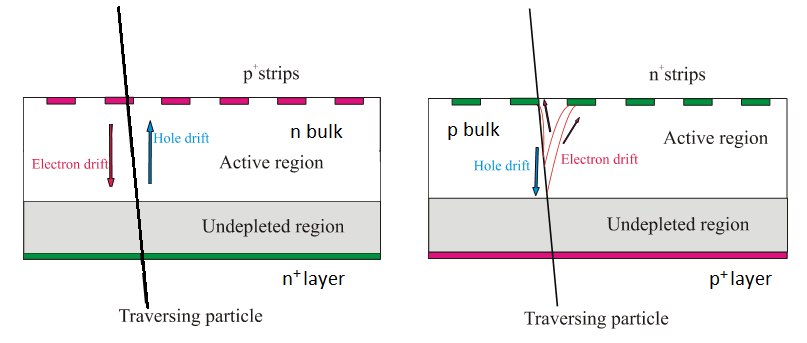 p⁺strips
n bulk
Hole drift
Electron drift
Active region
Undepleted region
n⁺ layer
Traversing particle
n⁺strips
p bulk
Active region
Hole drift
Electron drift
Undepleted region
p⁺ layer
Traversing particle